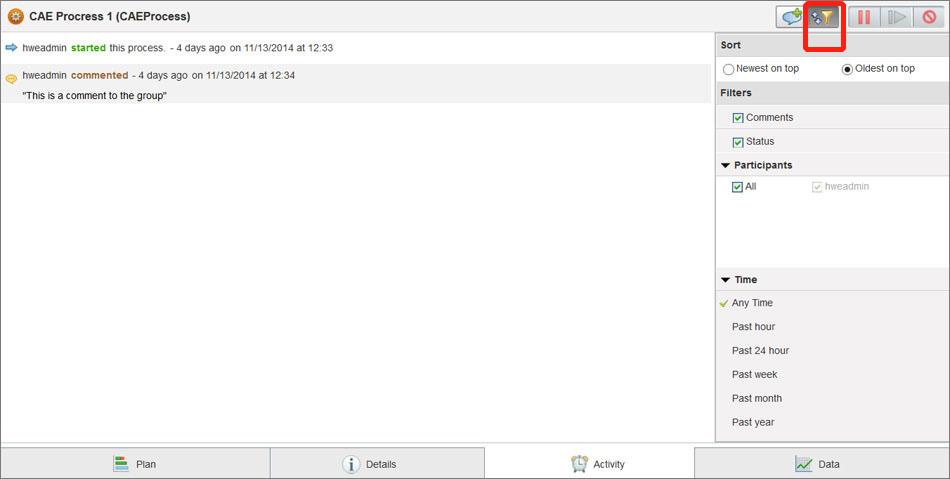 CAE Procress 1 (CAEProcess)
hweadmin started this process. - 4 days ago on 11/13/2014 at 12:33
hweadmin commented - 4 days ago on 11/13/2014 at 12:34
"This is a comment to the group"
Sort
Newest on top Oldest on top
Filters
Comments
Status
Participants
All hweadmin
Time
Any Time
Past hour
Past 24 hour
Past week
Past month
Past year
Plan Details Activity Data